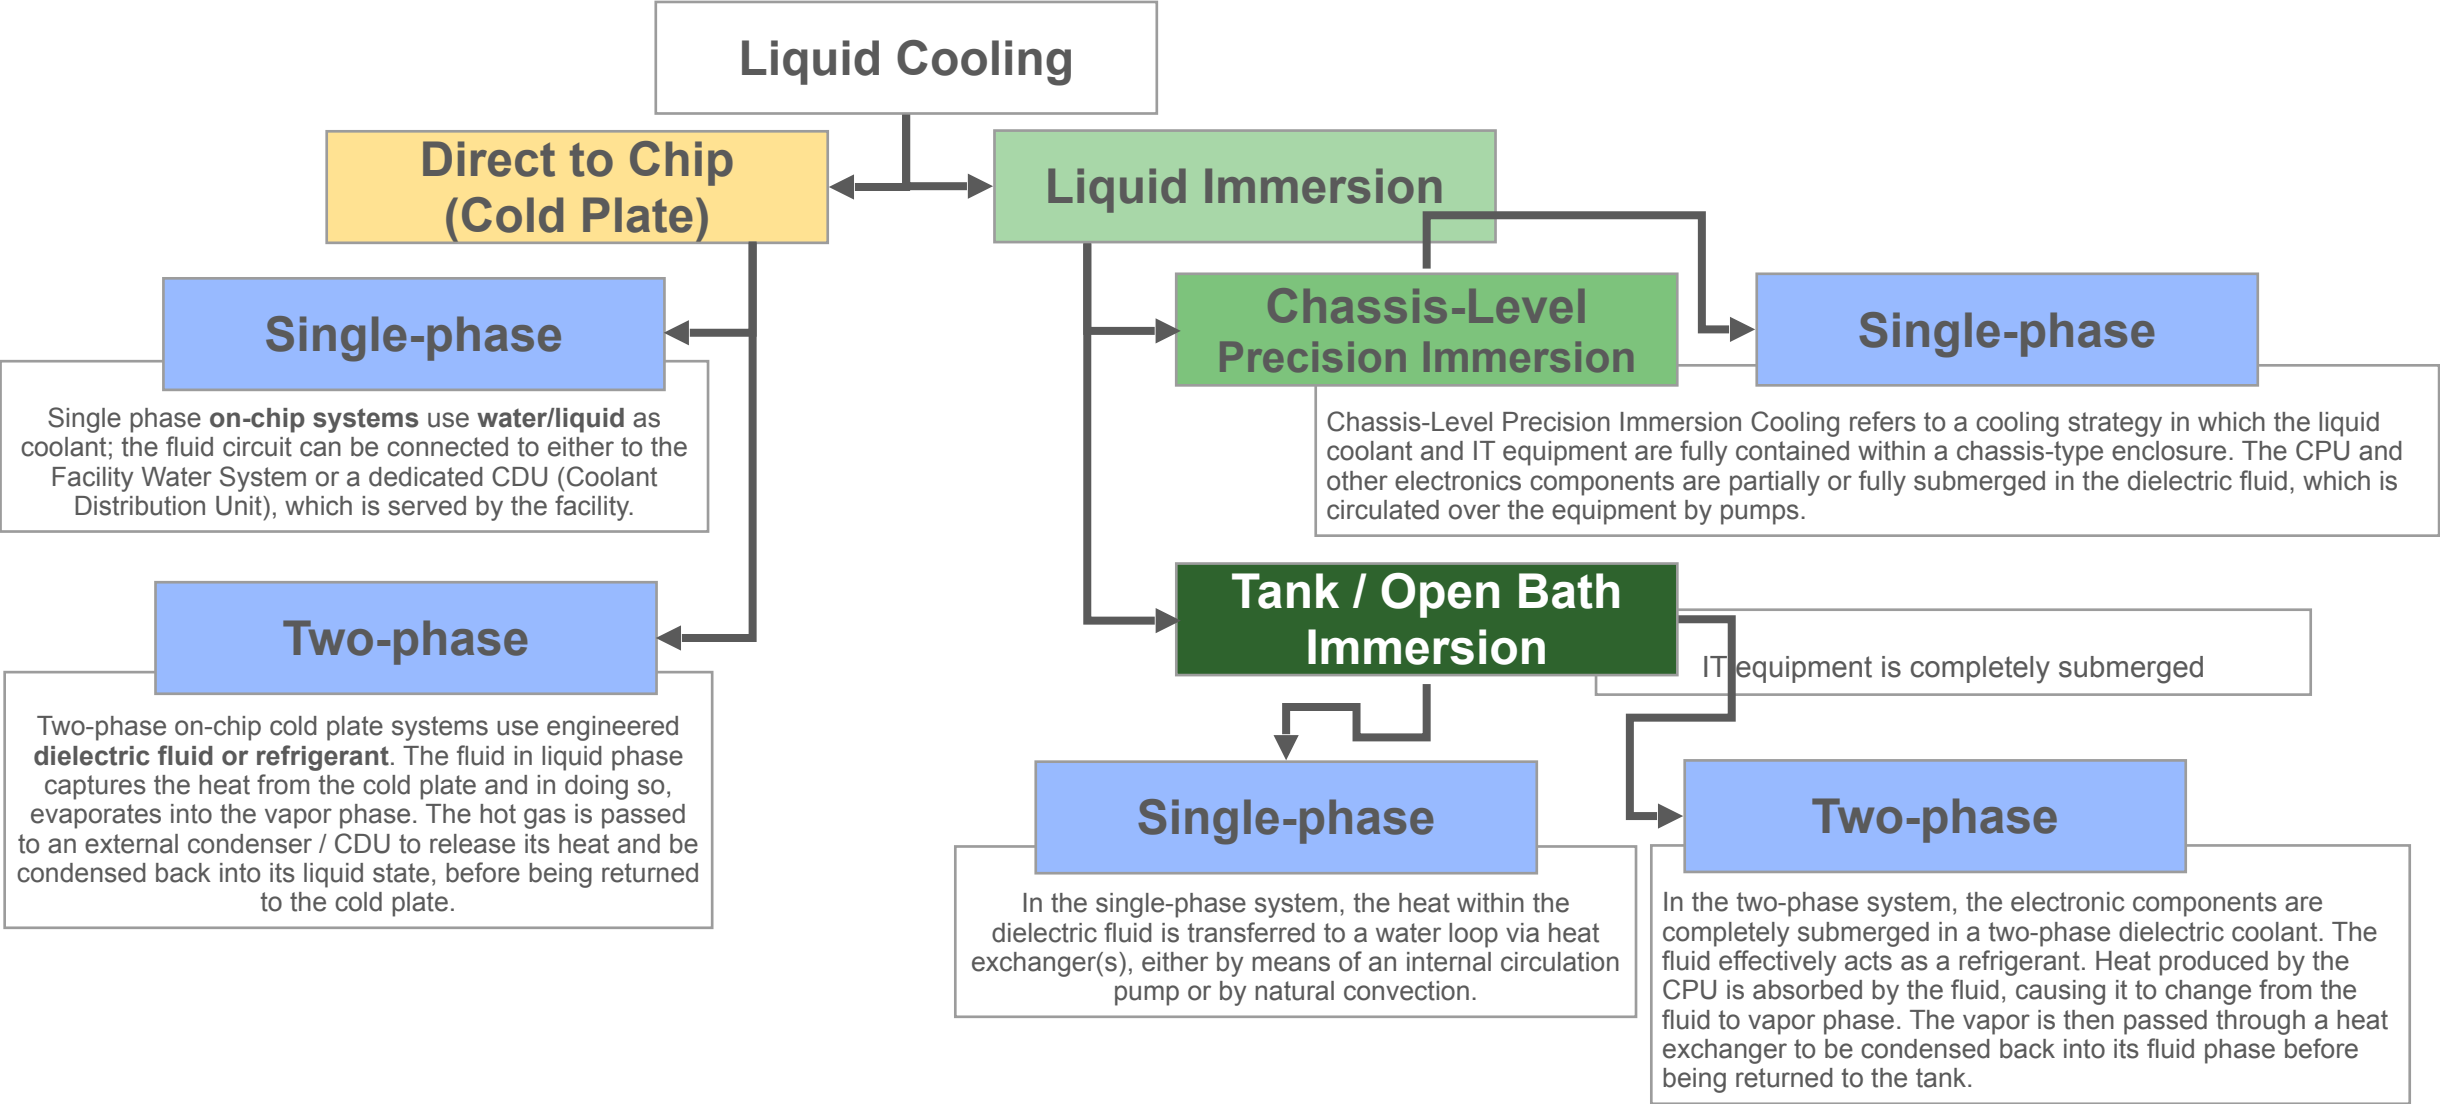 Liquid Cooling
Direct to Chip
(Cold Plate)
Liquid Immersion
Single-phase
Single phase on-chip systems use water/liquid as
coolant; the fluid circuit can be connected to either to the
Facility Water System or a dedicated CDU (Coolant
Distribution Unit), which is served by the facility.
Two-phase
Two-phase on-chip cold plate systems use engineered
dielectric fluid or refrigerant. The fluid in liquid phase
captures the heat from the cold plate and in doing so,
evaporates into the vapor phase. The hot gas is passed
to an external condenser / CDU to release its heat and be
condensed back into its liquid state, before being returned
to the cold plate.
Chassis-Level
Precision Immersion
Single-phase
Chassis-Level Precision Immersion Cooling refers to a cooling strategy in which the liquid
coolant and IT equipment are fully contained within a chassis-type enclosure. The CPU and
other electronics components are partially or fully submerged in the dielectric fluid, which is
circulated over the equipment by pumps.
Tank / Open Bath
Immersion
IT equipment is completely submerged
Single-phase
In the single-phase system, the heat within the
dielectric fluid is transferred to a water loop via heat
exchanger(s), either by means of an internal circulation
pump or by natural convection.
Two-phase
In the two-phase system, the electronic components are
completely submerged in a two-phase dielectric coolant. The
fluid effectively acts as a refrigerant. Heat produced by the
CPU is absorbed by the fluid, causing it to change from the
fluid to vapor phase. The vapor is then passed through a heat
exchanger to be condensed back into its fluid phase before
being returned to the tank.